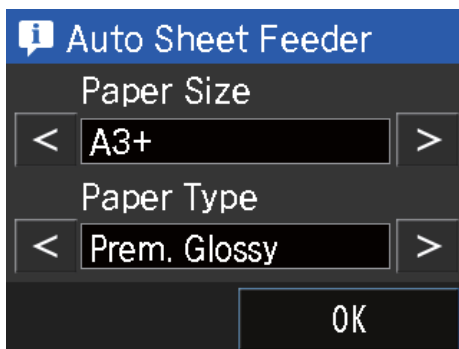 Auto Sheet Feeder
Paper Size
< A3+ >
Paper Type
< Prem. Glossy >
OK